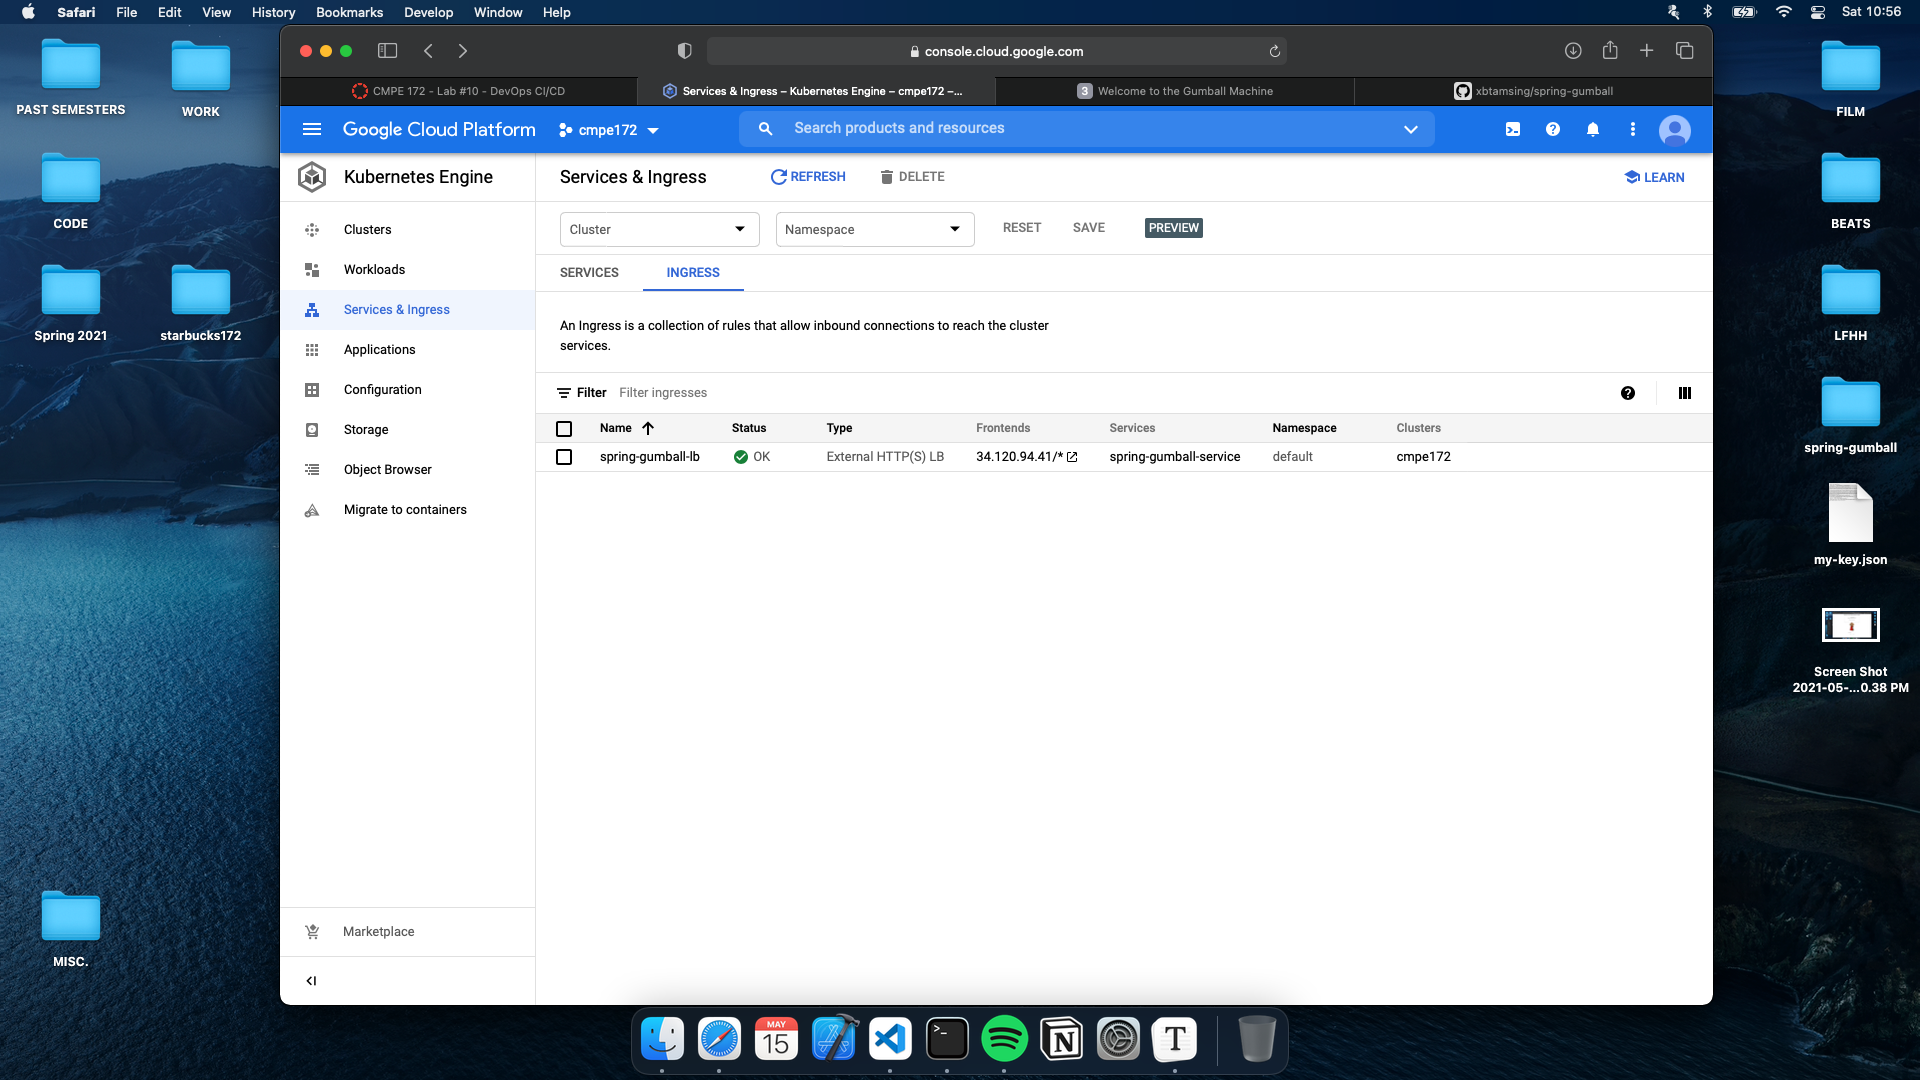 Safari File Edit View History Bookmarks Develop Window Help
Sat 10:56
console.cloud.google.com
CMPE 172 - Lab #10 - DevOps CI/CD
Services & Ingress – Kubernetes Engine – cmpe172 –...
3 Welcome to the Gumball Machine
xbtamsing/spring-gumball
Google Cloud Platform
cmpe172
Search products and resources
Kubernetes Engine
Clusters
Workloads
Services & Ingress
Applications
Configuration
Storage
Object Browser
Migrate to containers
Marketplace
Services & Ingress
REFRESH
DELETE
LEARN
Cluster
Namespace
RESET
SAVE
PREVIEW
SERVICES
INGRESS
An Ingress is a collection of rules that allow inbound connections to reach the cluster
services.
Filter Filter ingresses
Name Status Type Frontends Services Namespace Clusters
spring-gumball-lb OK External HTTP(S) LB 34.120.94.41/* spring-gumball-service default cmpe172
PAST SEMESTERS
WORK
CODE
Spring 2021
starbucks172
MISC.
FILM
BEATS
LFHH
spring-gumball
my-key.json
Screen Shot
2021-05-...0.38 PM
MAY
15
>_
N
T